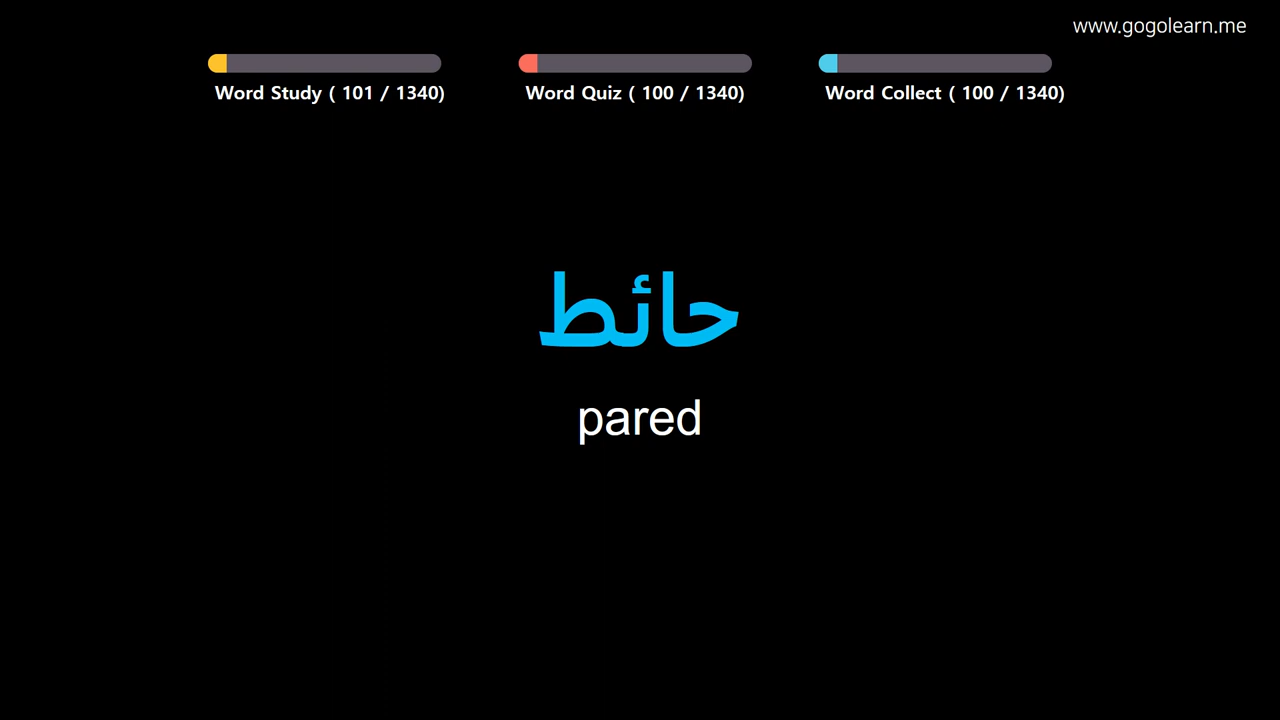 www.gogolearn.me
Word Study ( 101 / 1340)
Word Quiz ( 100 / 1340)
Word Collect ( 100 / 1340)
حائط
pared